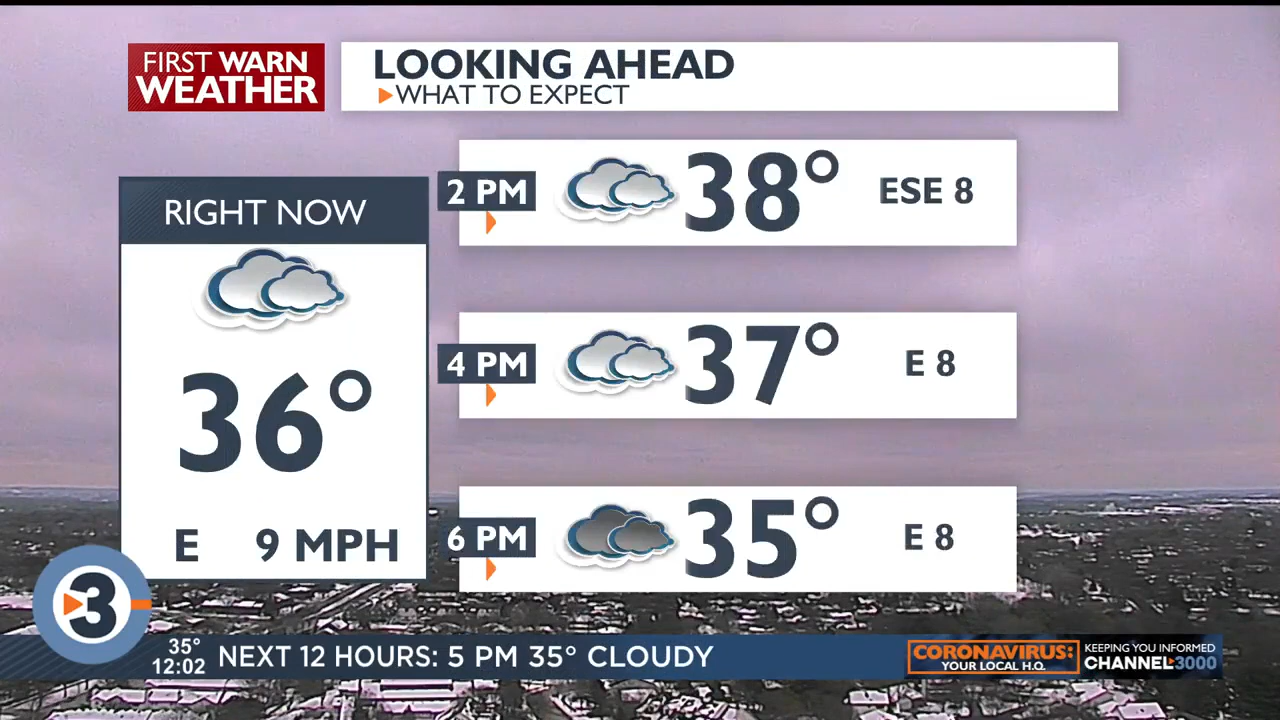 FIRST WARN
WEATHER
LOOKING AHEAD
WHAT TO EXPECT
RIGHT NOW
36°
E 9 MPH
2 PM 38° ESE 8
4 PM 37° E 8
6 PM 35° E 8
3
35°
12:02
NEXT 12 HOURS: 5 PM 35° CLOUDY
CORONAVIRUS:
YOUR LOCAL H.Q.
KEEPING YOU INFORMED
CHANNEL3000